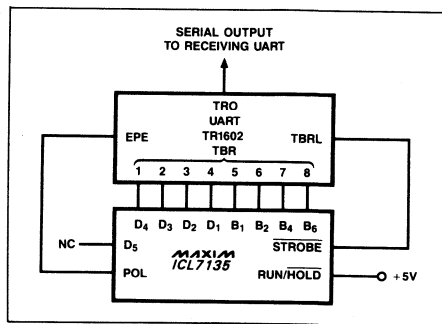 SERIAL OUTPUT
TO RECEIVING UART
TRO
UART
EPE TR1602 TBRL
TBR
1 2 3 4 5 6 7 8
D4 D3 D2 D1 B1 B2 B4 B6
NC D5 MAXIM STROBE
ICL7135
POL RUN/HOLD +5V